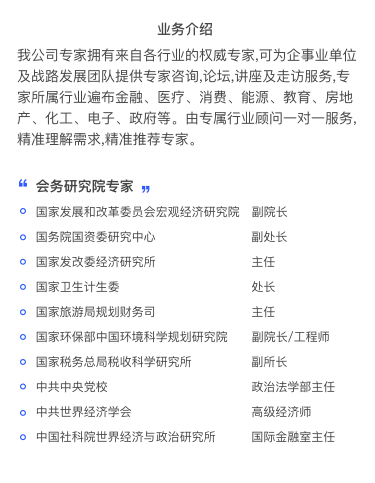 业务介绍
我公司专家拥有来自各行业的权威专家,可为企事业单位
及战路发展团队提供专家咨询,论坛,讲座及走访服务,专
家所属行业遍布金融、医疗、消费、能源、教育、房地
产、化工、电子、政府等。由专属行业顾问一对一服务,
精准理解需求,精准推荐专家。
❝ 会务研究院专家 ❞
国家发展和改革委员会宏观经济研究院 副院长
国务院国资委研究中心 副处长
国家发改委经济研究所 主任
国家卫生计生委 处长
国家旅游局规划财务司 主任
国家环保部中国环境科学规划研究院 副院长/工程师
国家税务总局税收科学研究所 副所长
中共中央党校 政治法学部主任
中共世界经济学会 高级经济师
中国社科院世界经济与政治研究所 国际金融室主任